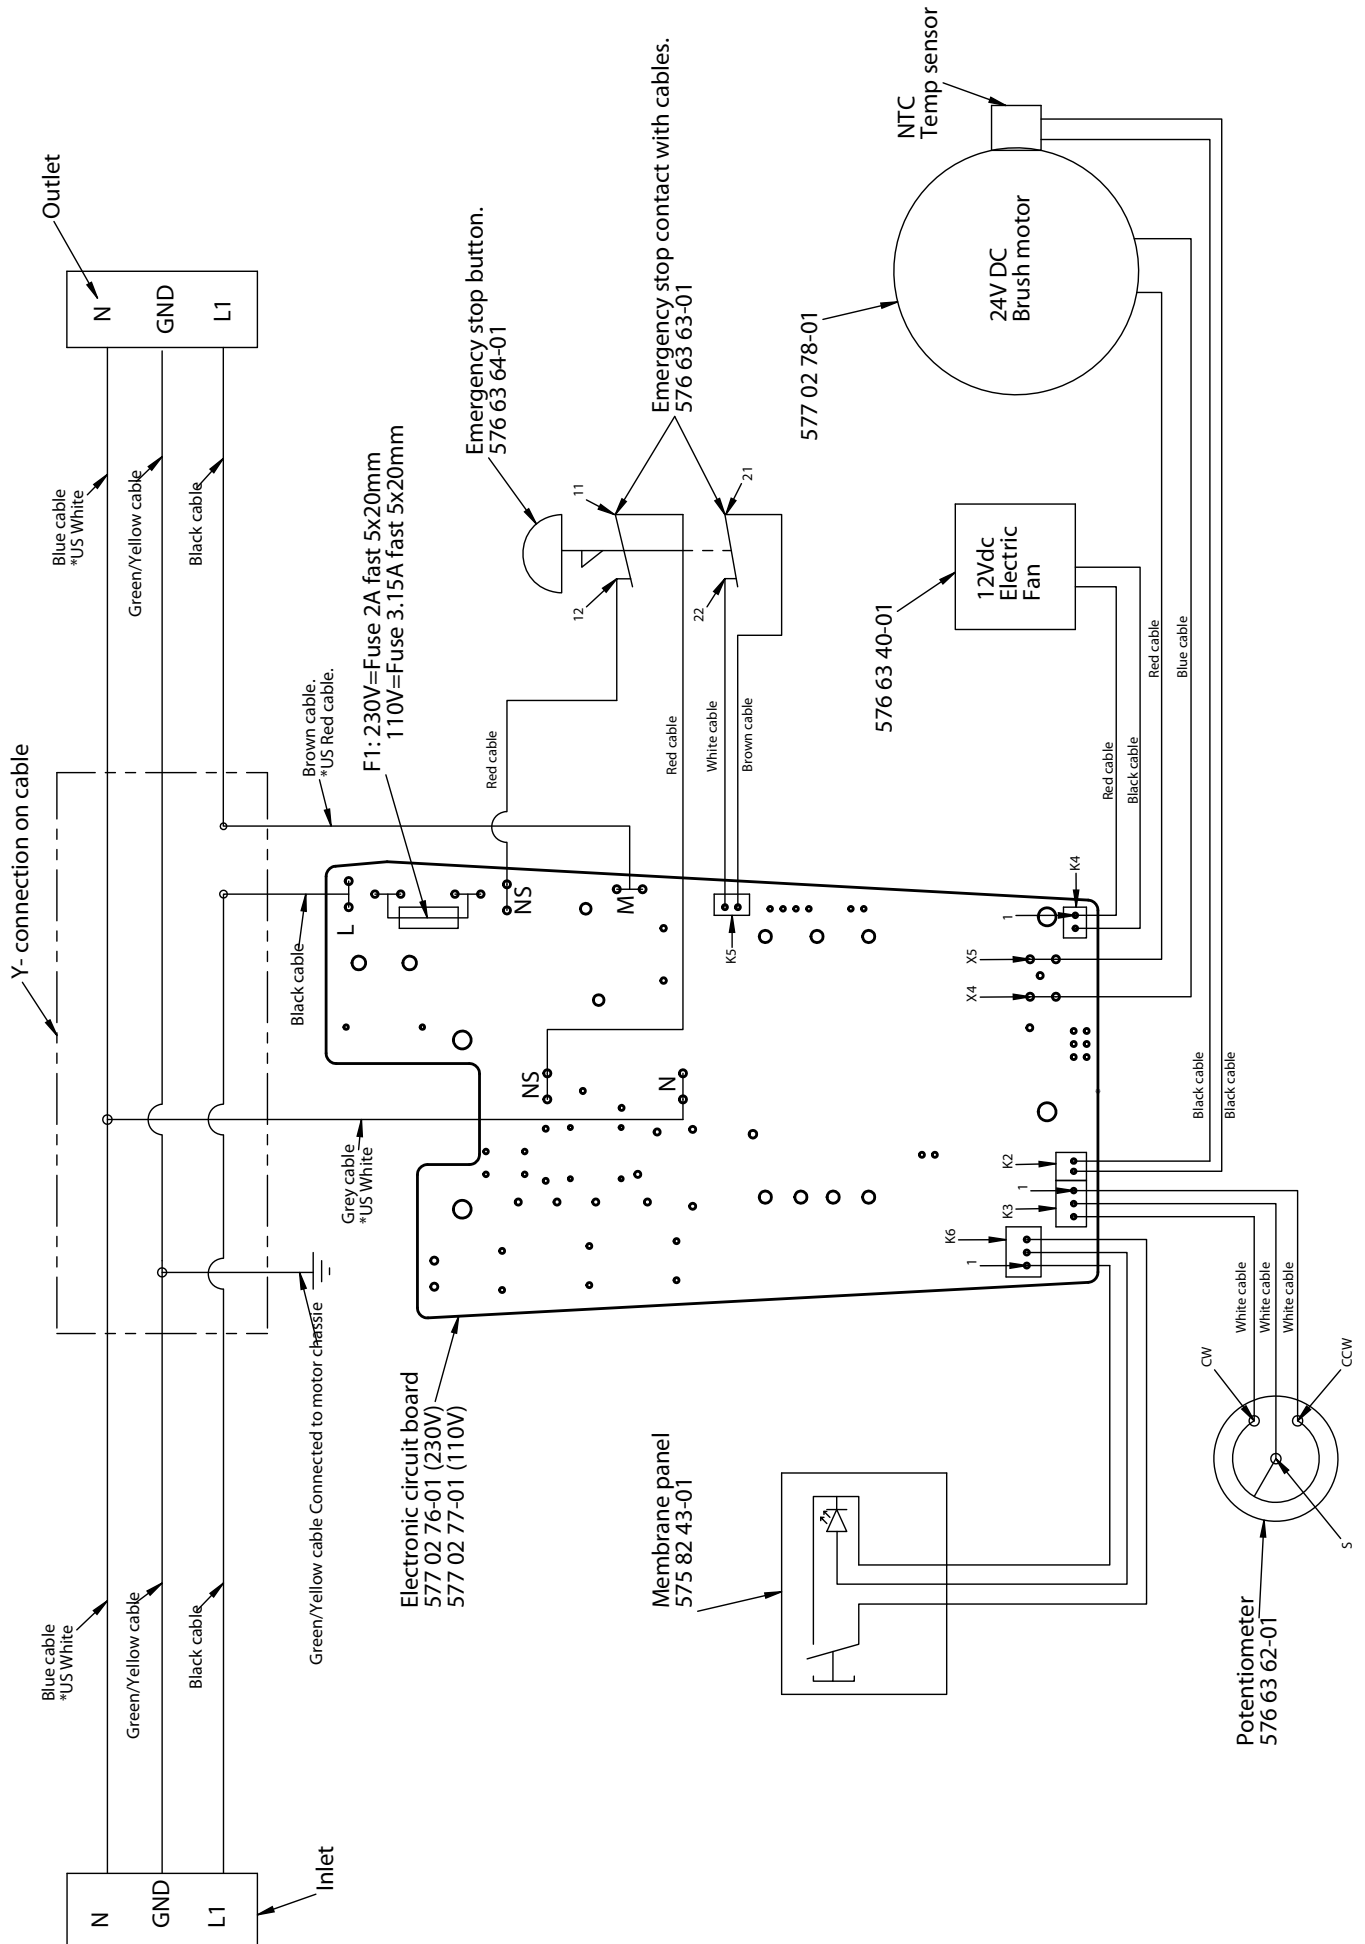 Y- connection on cable
Outlet
N
GND
L1
Blue cable
*US White
Green/Yellow cable
Black cable
Inlet
N
GND
L1
Blue cable
*US White
Green/Yellow cable
Black cable
Green/Yellow cable Connected to motor chassie
Grey cable
*US White
Black cable
Brown cable.
*US Red cable.
F1: 230V=Fuse 2A fast 5x20mm
110V=Fuse 3.15A fast 5x20mm
Emergency stop button.
576 63 64-01
Emergency stop contact with cables.
576 63 63-01
11
12
21
22
Red cable
Red cable
White cable
Brown cable
L
NS
M
NS
N
K5
Electronic circuit board
577 02 76-01 (230V)
577 02 77-01 (110V)
Membrane panel
575 82 43-01
K6
1
K3
1
K2
X4
X5
1
K4
577 02 78-01
24V DC
Brush motor
NTC
Temp sensor
576 63 40-01
12Vdc
Electric
Fan
Red cable
Black cable
Red cable
Blue cable
Black cable
Black cable
White cable
White cable
White cable
CW
CCW
S
Potentiometer
576 63 62-01